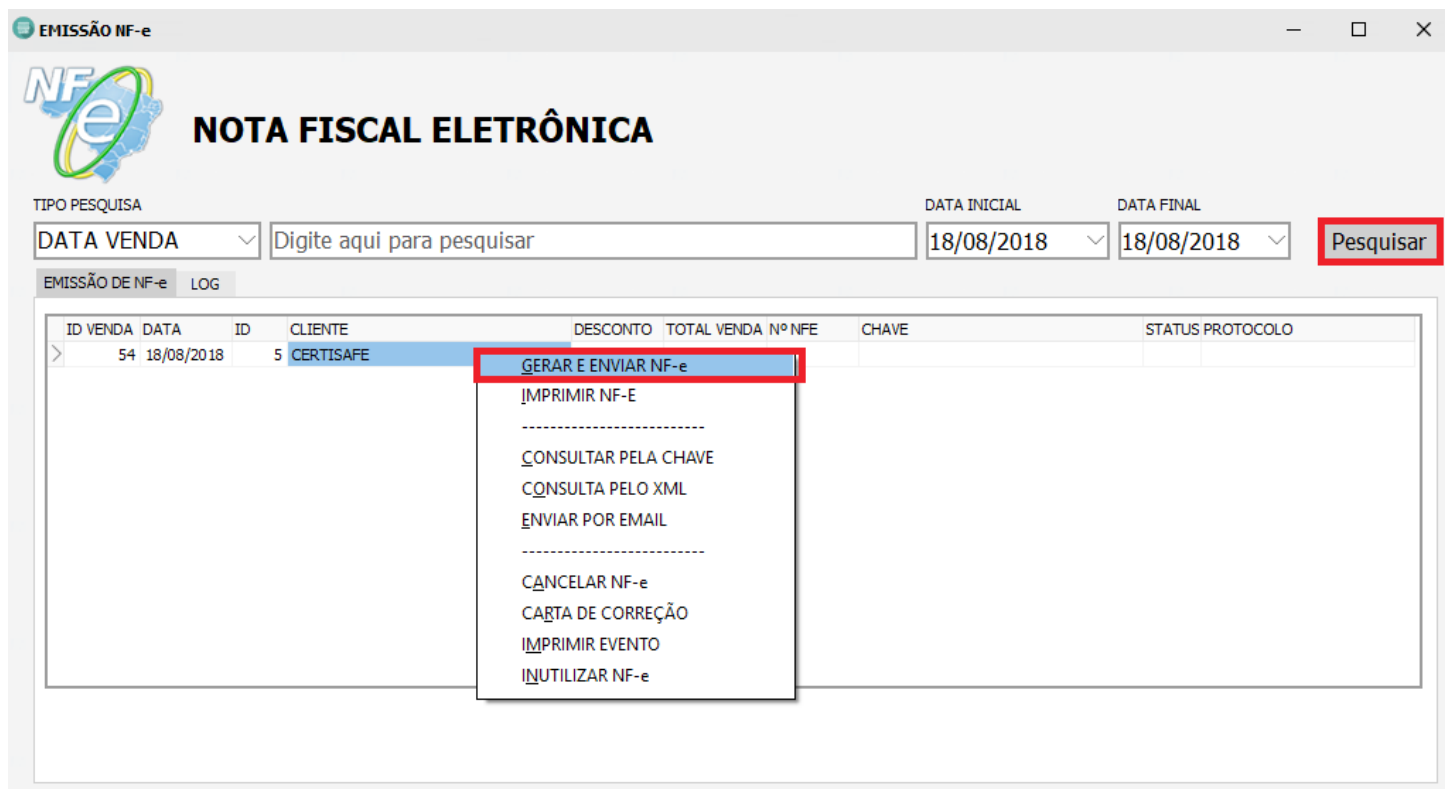 EMISSÃO NF-e
NFe
NOTA FISCAL ELETRÔNICA
TIPO PESQUISA
DATA INICIAL
DATA FINAL
DATA VENDA
Digite aqui para pesquisar
18/08/2018
18/08/2018
Pesquisar
EMISSÃO DE NF-e LOG
ID VENDA DATA ID CLIENTE DESCONTO TOTAL VENDA Nº NFE CHAVE STATUS PROTOCOLO
54 18/08/2018 5 CERTISAFE
GERAR E ENVIAR NF-e
IMPRIMIR NF-E
--------------------------
CONSULTAR PELA CHAVE
CONSULTA PELO XML
ENVIAR POR EMAIL
--------------------------
CANCELAR NF-e
CARTA DE CORREÇÃO
IMPRIMIR EVENTO
INUTILIZAR NF-e